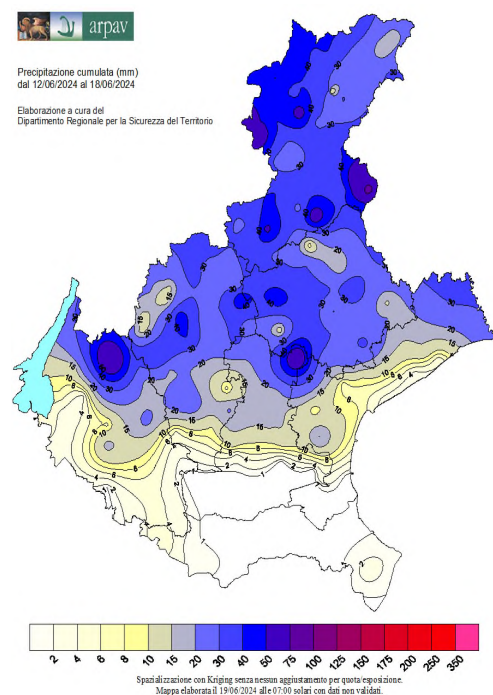 arpav
Precipitazione cumulata (mm)
dal 12/06/2024 al 18/06/2024
Elaborazione a cura del
Dipartimento Regionale per la Sicurezza del Territorio
2 4 6 8 10 15 20 30 40 50 75 100 125 150 175 200 250 350
Spazializzazione con Kriging senza nessun aggiustamento per quota/esposizione.
Mappa elaborata il 19/06/2024 alle 07:00 solari con dati non validati.